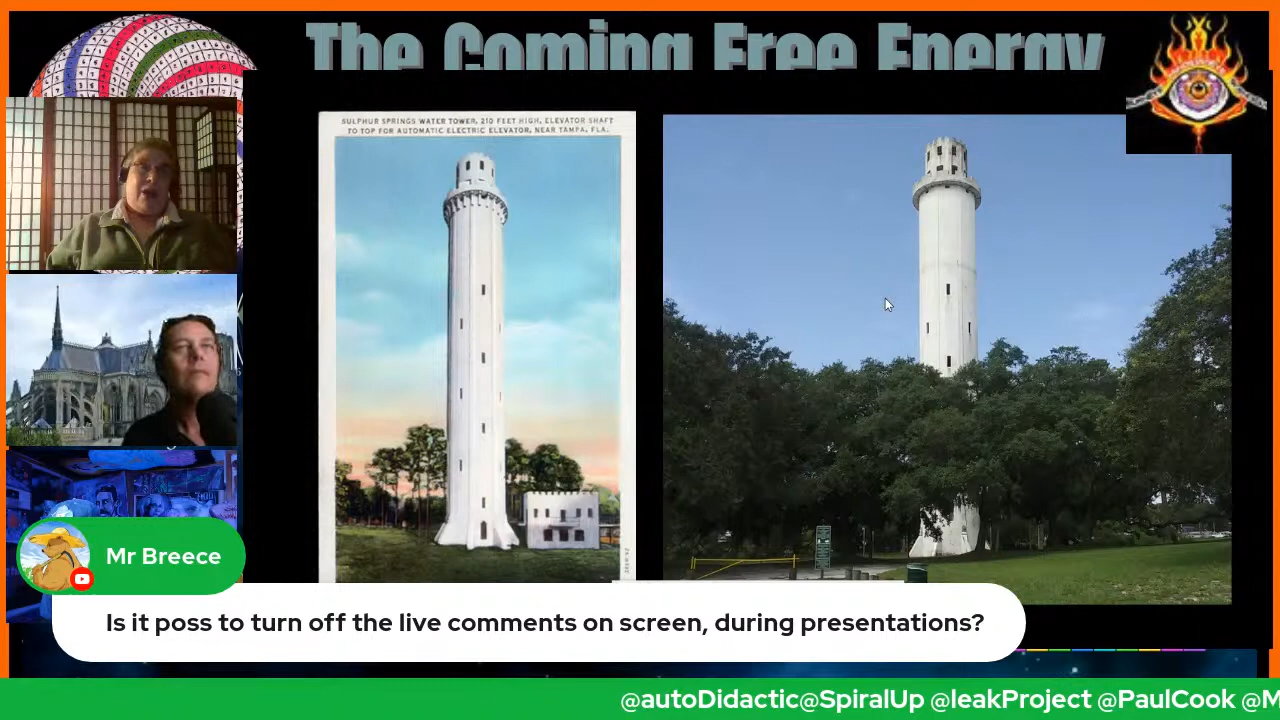 The Coming Free Energy
SULPHUR SPRINGS WATER TOWER, 210 FEET HIGH, ELEVATOR SHAFT
TO TOP FOR AUTOMATIC ELECTRIC ELEVATOR, NEAR TAMPA, FLA.
Mr Breece
Is it poss to turn off the live comments on screen, during presentations?
@autoDidactic@SpiralUp @leakProject @PaulCook @M